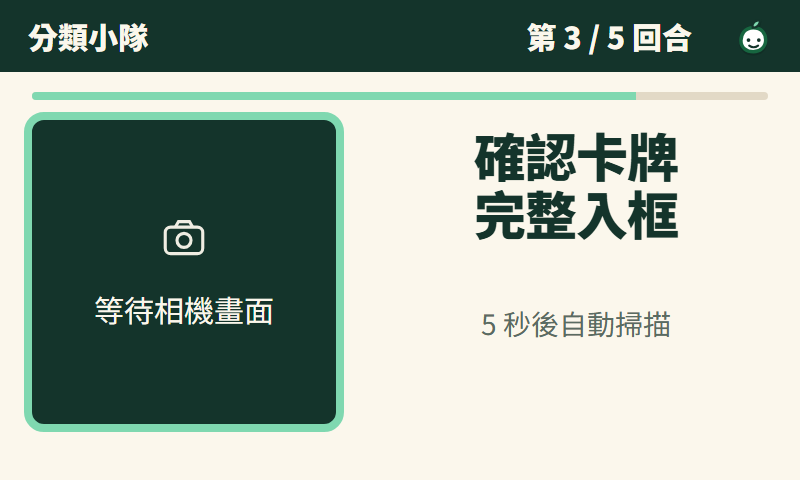 分類小隊
第 3 / 5 回合
等待相機畫面
確認卡牌
完整入框
5 秒後自動掃描